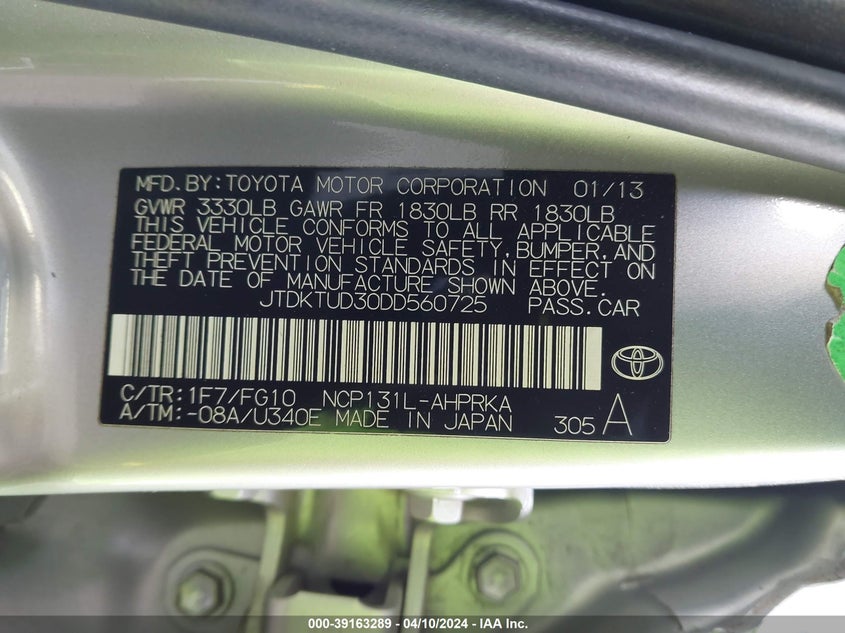 MFD.BY:TOYOTA MOTOR CORPORATION 01/13
GVWR 3330LB GAWR FR 1830LB RR 1830LB
THIS VEHICLE CONFORMS TO ALL APPLICABLE
FEDERAL MOTOR VEHICLE SAFETY,BUMPER,AND
THEFT PREVENTION STANDARDS IN EFFECT ON
THE DATE OF MANUFACTURE SHOWN ABOVE.
JTDKTUD30DD560725 PASS.CAR
C/TR:1F7/FG10 NCP131L-AHPRKA
A/TM:-08A/U340E MADE IN JAPAN 305 A
000-39163289 - 04/10/2024 - IAA Inc.